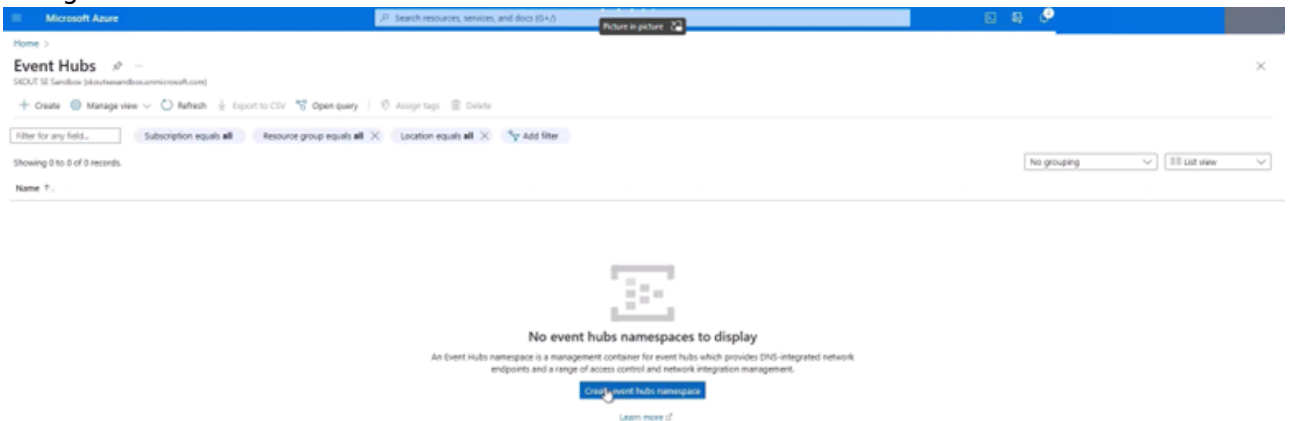 Microsoft Azure
Search resources, services, and docs (G+/)
Picture in picture
Home >
Event Hubs
SKOUT SE Sandbox (skoutsesandbox.onmicrosoft.com)
+ Create Manage view Refresh Export to CSV Open query Assign tags Delete
Filter for any field... Subscription equals all Resource group equals all Location equals all Add filter
Showing 0 to 0 of 0 records. No grouping List view
Name ↑
No event hubs namespaces to display
An Event Hubs namespace is a management container for event hubs which provides DNS-integrated network
endpoints and a range of access control and network integration management.
Create event hubs namespace
Learn more